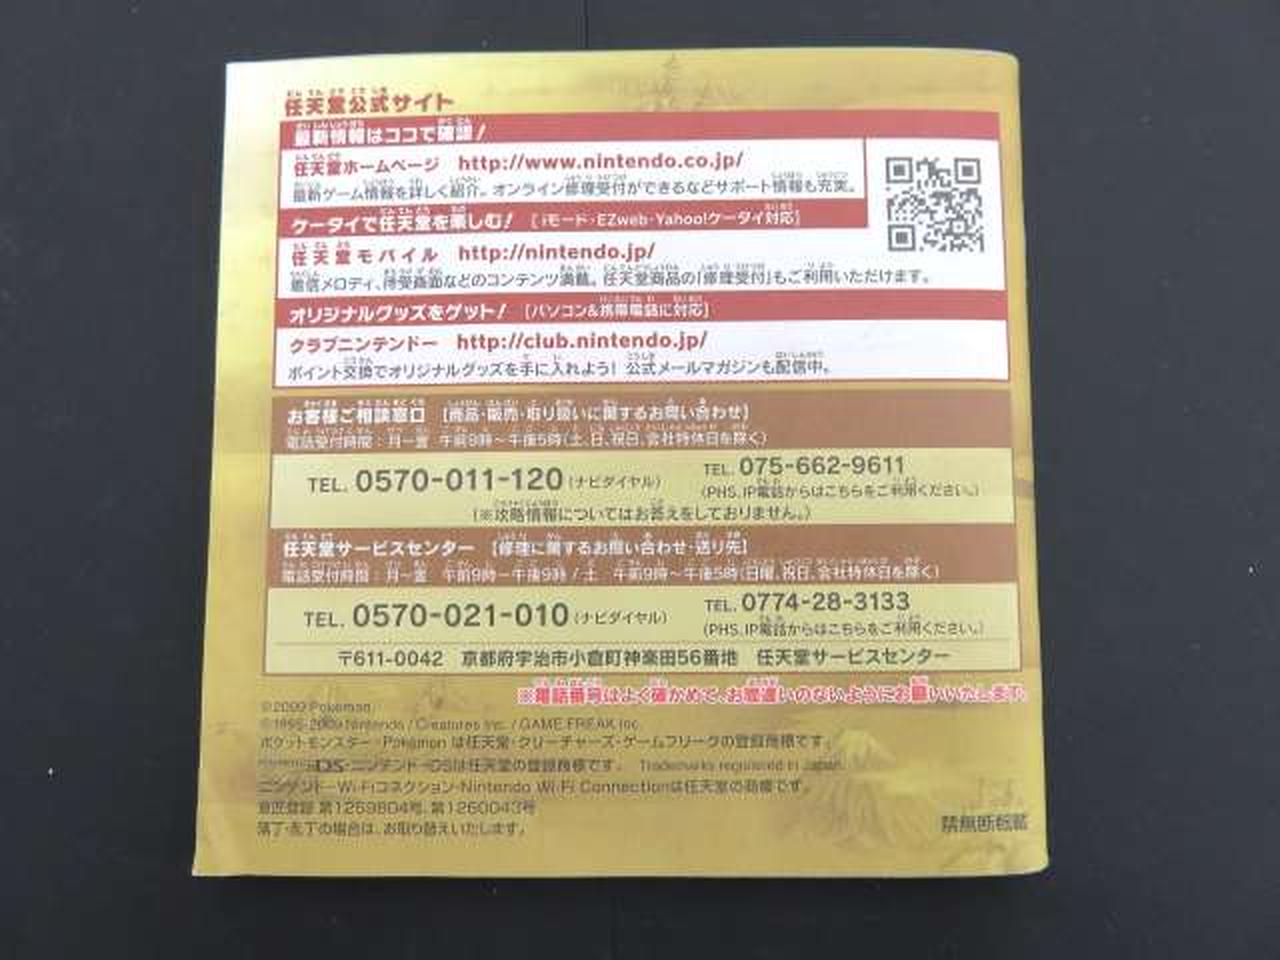 任天堂公式サイト
最新情報はココで確認!
任天堂ホームページ http://www.nintendo.co.jp/
最新ゲーム情報を詳しく紹介。オンライン修理受付ができるなどサポート情報も充実。
ケータイで任天堂を楽しむ! [iモード·EZweb·Yahoo!ケータイ対応]
任天堂モバイル http://nintendo.jp/
着信メロディ、待受画面などのコンテンツ満載。任天堂商品の「修理受付」もご利用いただけます。
オリジナルグッズをゲット! [パソコン&携帯電話に対応]
クラブニンテンドー http://club.nintendo.jp/
ポイント交換でオリジナルグッズを手に入れよう! 公式メールマガジンも配信中。
お客様ご相談窓口 [商品·販売·取り扱いに関するお問い合わせ]
電話受付時間:月~金 午前9時~午後5時(土、日、祝日、会社特休日を除く)
TEL. 0570-011-120(ナビダイヤル) TEL. 075-662-9611
(PHS、IP電話からはこちらをご利用ください。)
(※攻略情報についてはお答えをしておりません。)
任天堂サービスセンター [修理に関するお問い合わせ·送り先]
電話受付時間:月~金 午前9時~午後9時/土 午前9時~午後5時(日曜、祝日、会社特休日を除く)
TEL. 0570-021-010(ナビダイヤル) TEL. 0774-28-3133
(PHS、IP電話からはこちらをご利用ください。)
〒611-0042 京都府宇治市小倉町神楽田56番地 任天堂サービスセンター
※電話番号はよく確かめて、お間違いのないようにお願いいたします。
©2009 Pokémon.
©1995-2009 Nintendo / Creatures Inc. / GAME FREAK inc.
ポケットモンスター·Pokémon は任天堂·クリーチャーズ·ゲームフリークの登録商標です。
DS·ニンテンドーDSは任天堂の登録商標です。 Trademarks registered in Japan.
ニンテンドーWi-Fiコネクション·Nintendo Wi-Fi Connectionは任天堂の商標です。
意匠登録 第1259804号、第1260043号
落丁·乱丁の場合は、お取り替えいたします。
禁無断転載